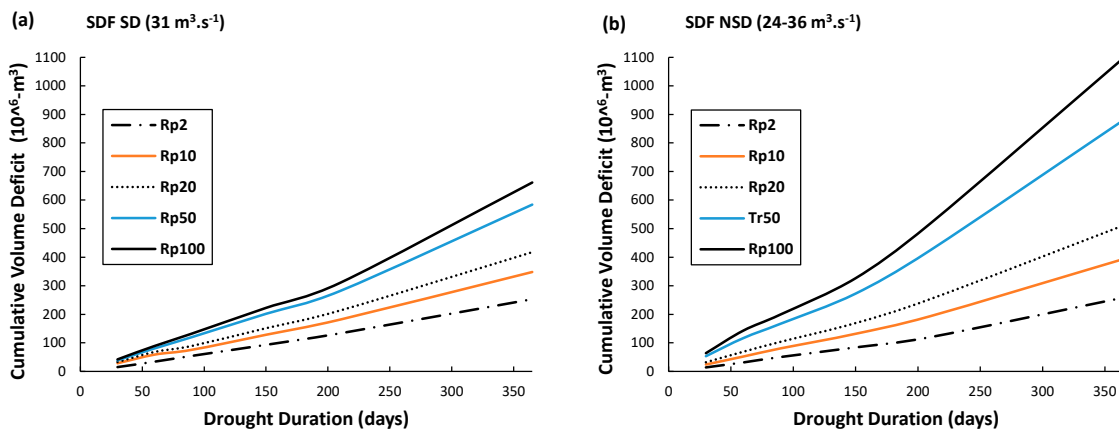 (a) SDF SD (31 m³.s⁻¹)
Cumulative Volume Deficit (10^⁶-m³)
1100
1000
900
800
700
600
500
400
300
200
100
0
Rp2
Rp10
Rp20
Rp50
Rp100
0 50 100 150 200 250 300 350
Drought Duration (days)
(b) SDF NSD (24-36 m³.s⁻¹)
Cumulative Volume Deficit (10^⁶-m³)
1100
1000
900
800
700
600
500
400
300
200
100
0
Rp2
Rp10
Rp20
Tr50
Rp100
0 50 100 150 200 250 300 350
Drought Duration (days)